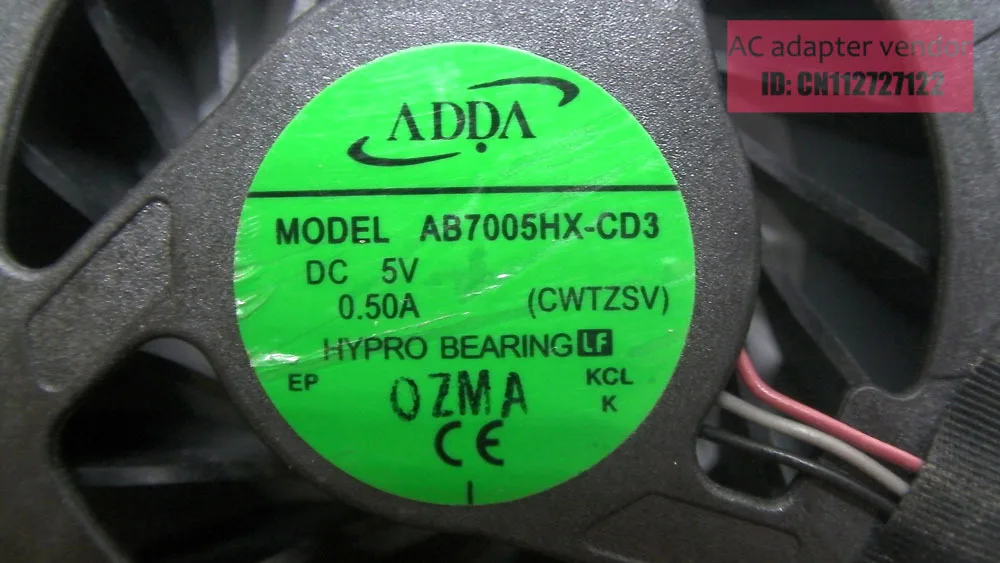 AC adapter vendor
ID: CN112727122
ADDA
MODEL AB7005HX-CD3
DC 5V
0.50A (CWTZSV)
HYPRO BEARING LF
EP OZMA KCL
K
CE